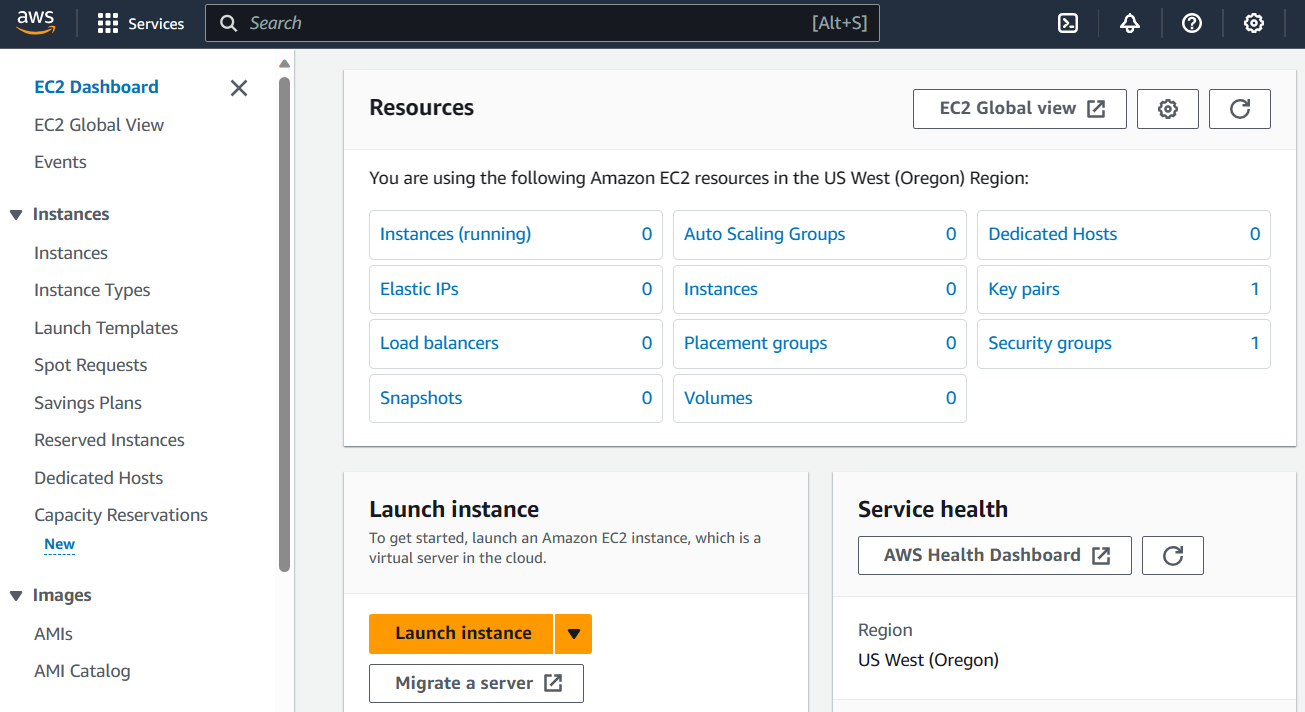 aws
Services
Search
[Alt+S]
EC2 Dashboard
EC2 Global View
Events
Instances
Instances
Instance Types
Launch Templates
Spot Requests
Savings Plans
Reserved Instances
Dedicated Hosts
Capacity Reservations
New
Images
AMIs
AMI Catalog
Resources
EC2 Global view
You are using the following Amazon EC2 resources in the US West (Oregon) Region:
Instances (running) 0
Auto Scaling Groups 0
Dedicated Hosts 0
Elastic IPs 0
Instances 0
Key pairs 1
Load balancers 0
Placement groups 0
Security groups 1
Snapshots 0
Volumes 0
Launch instance
To get started, launch an Amazon EC2 instance, which is a
virtual server in the cloud.
Launch instance
Migrate a server
Service health
AWS Health Dashboard
Region
US West (Oregon)